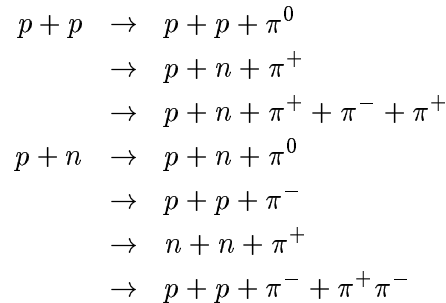 p + p → p + p + π⁰
→ p + n + π⁺
→ p + n + π⁺ + π⁻ + π⁺
p + n → p + n + π⁰
→ p + p + π⁻
→ n + n + π⁺
→ p + p + π⁻ + π⁺π⁻